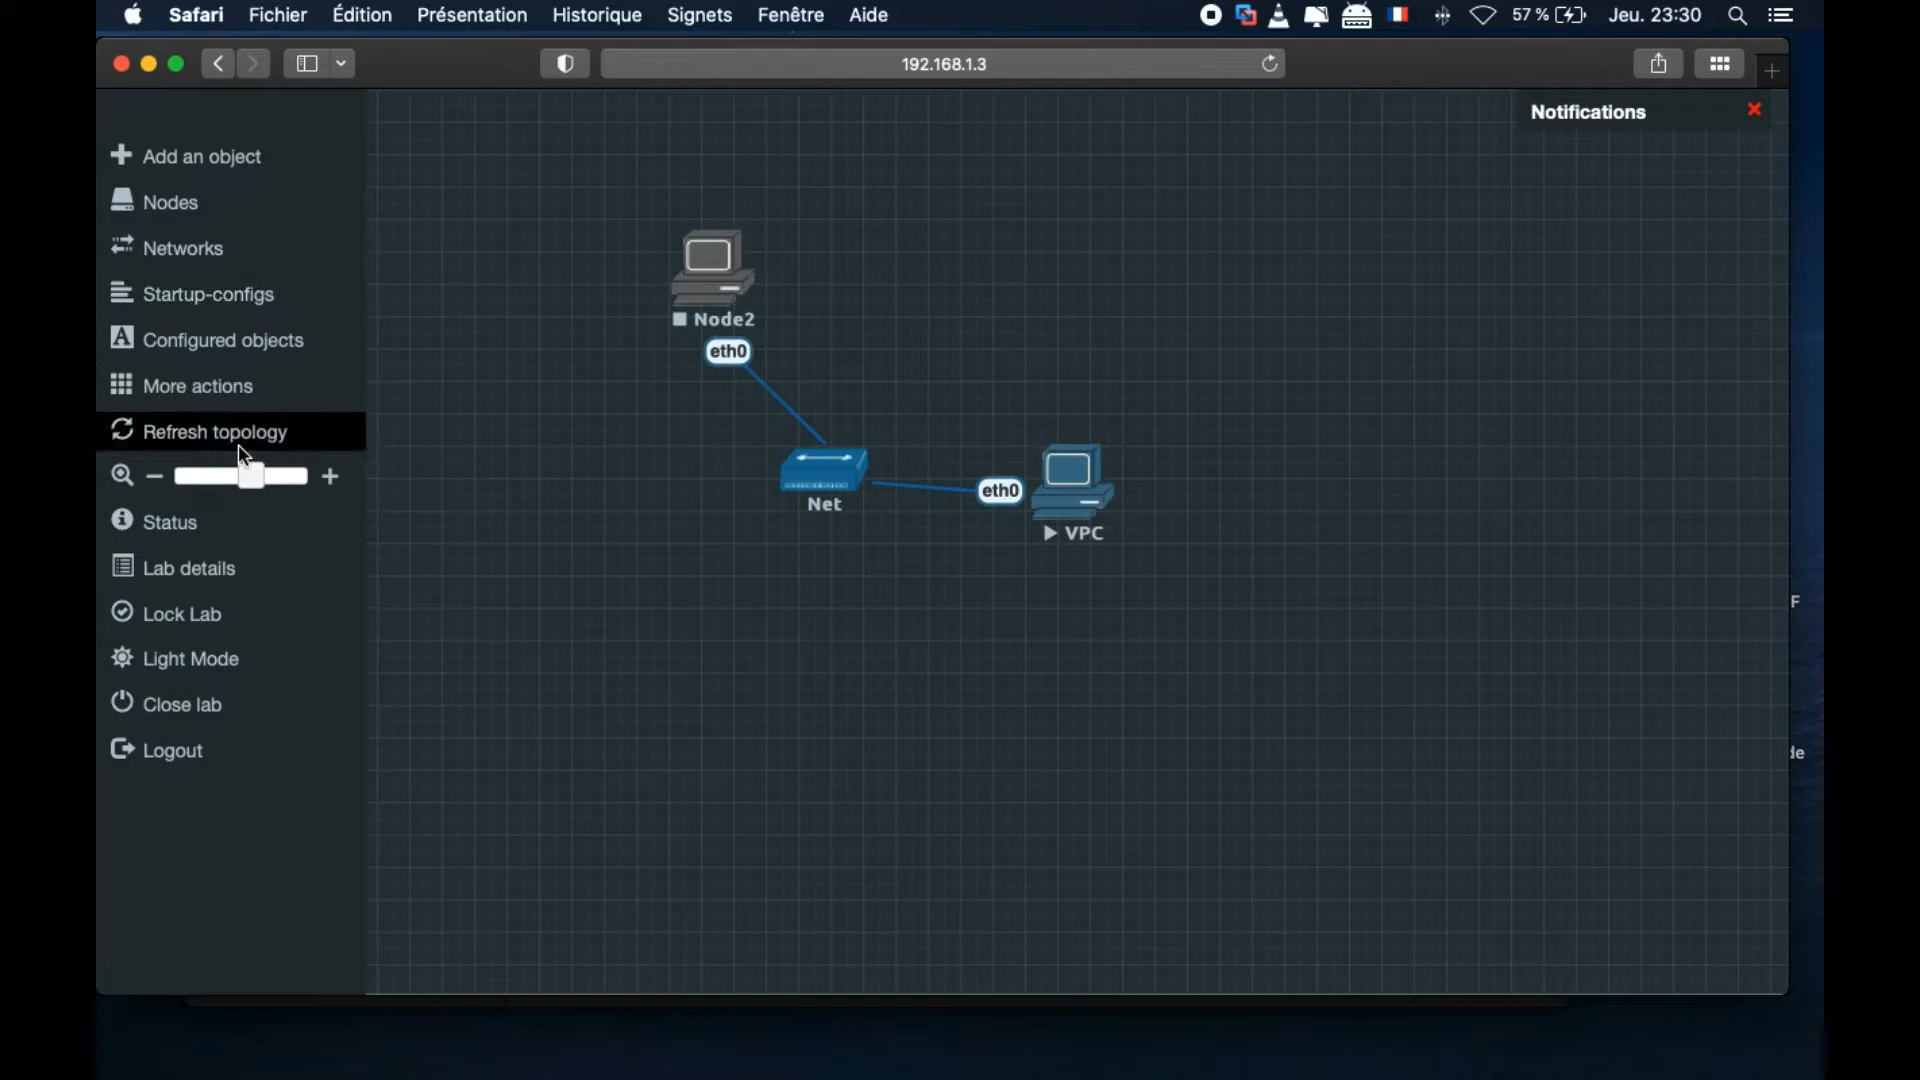 Safari Fichier Édition Présentation Historique Signets Fenêtre Aide 57 % Jeu. 23:30
192.168.1.3
Notifications
Add an object
Nodes
Networks
Startup-configs
Configured objects
More actions
Refresh topology
Status
Lab details
Lock Lab
Light Mode
Close lab
Logout
Node2
eth0
Net
eth0
VPC
F
de